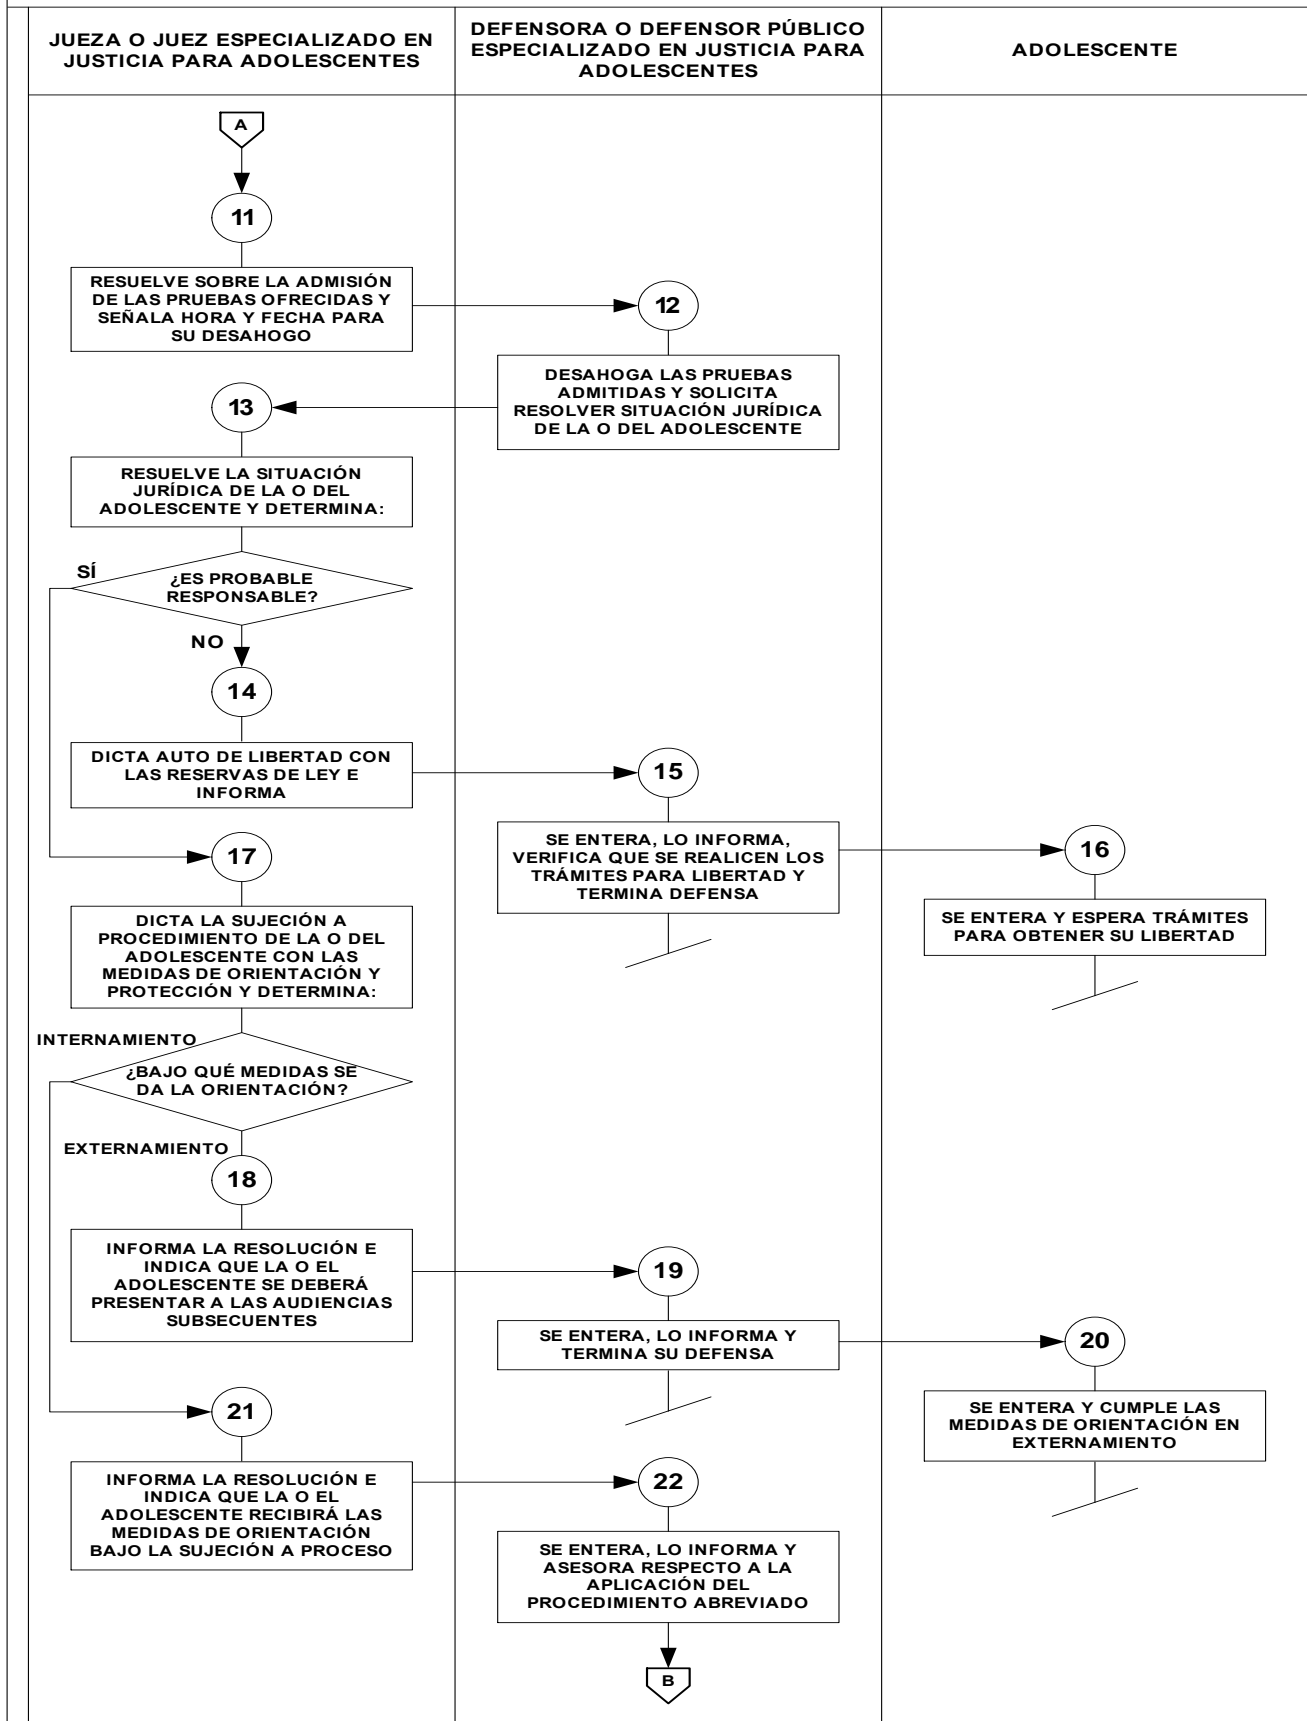 JUEZA O JUEZ ESPECIALIZADO EN
JUSTICIA PARA ADOLESCENTES
DEFENSORA O DEFENSOR PÚBLICO
ESPECIALIZADO EN JUSTICIA PARA
ADOLESCENTES
ADOLESCENTE
A
11
RESUELVE SOBRE LA ADMISIÓN
DE LAS PRUEBAS OFRECIDAS Y
SEÑALA HORA Y FECHA PARA
SU DESAHOGO
12
DESAHOGA LAS PRUEBAS
ADMITIDAS Y SOLICITA
RESOLVER SITUACIÓN JURÍDICA
DE LA O DEL ADOLESCENTE
13
RESUELVE LA SITUACIÓN
JURÍDICA DE LA O DEL
ADOLESCENTE Y DETERMINA:
SÍ
¿ES PROBABLE
RESPONSABLE?
NO
14
DICTA AUTO DE LIBERTAD CON
LAS RESERVAS DE LEY E
INFORMA
15
SE ENTERA, LO INFORMA,
VERIFICA QUE SE REALICEN LOS
TRÁMITES PARA LIBERTAD Y
TERMINA DEFENSA
16
SE ENTERA Y ESPERA TRÁMITES
PARA OBTENER SU LIBERTAD
17
DICTA LA SUJECIÓN A
PROCEDIMIENTO DE LA O DEL
ADOLESCENTE CON LAS
MEDIDAS DE ORIENTACIÓN Y
PROTECCIÓN Y DETERMINA:
INTERNAMIENTO
¿BAJO QUÉ MEDIDAS SE
DA LA ORIENTACIÓN?
EXTERNAMIENTO
18
INFORMA LA RESOLUCIÓN E
INDICA QUE LA O EL
ADOLESCENTE SE DEBERÁ
PRESENTAR A LAS AUDIENCIAS
SUBSECUENTES
19
SE ENTERA, LO INFORMA Y
TERMINA SU DEFENSA
20
SE ENTERA Y CUMPLE LAS
MEDIDAS DE ORIENTACIÓN EN
EXTERNAMIENTO
21
INFORMA LA RESOLUCIÓN E
INDICA QUE LA O EL
ADOLESCENTE RECIBIRÁ LAS
MEDIDAS DE ORIENTACIÓN
BAJO LA SUJECIÓN A PROCESO
22
SE ENTERA, LO INFORMA Y
ASESORA RESPECTO A LA
APLICACIÓN DEL
PROCEDIMIENTO ABREVIADO
B